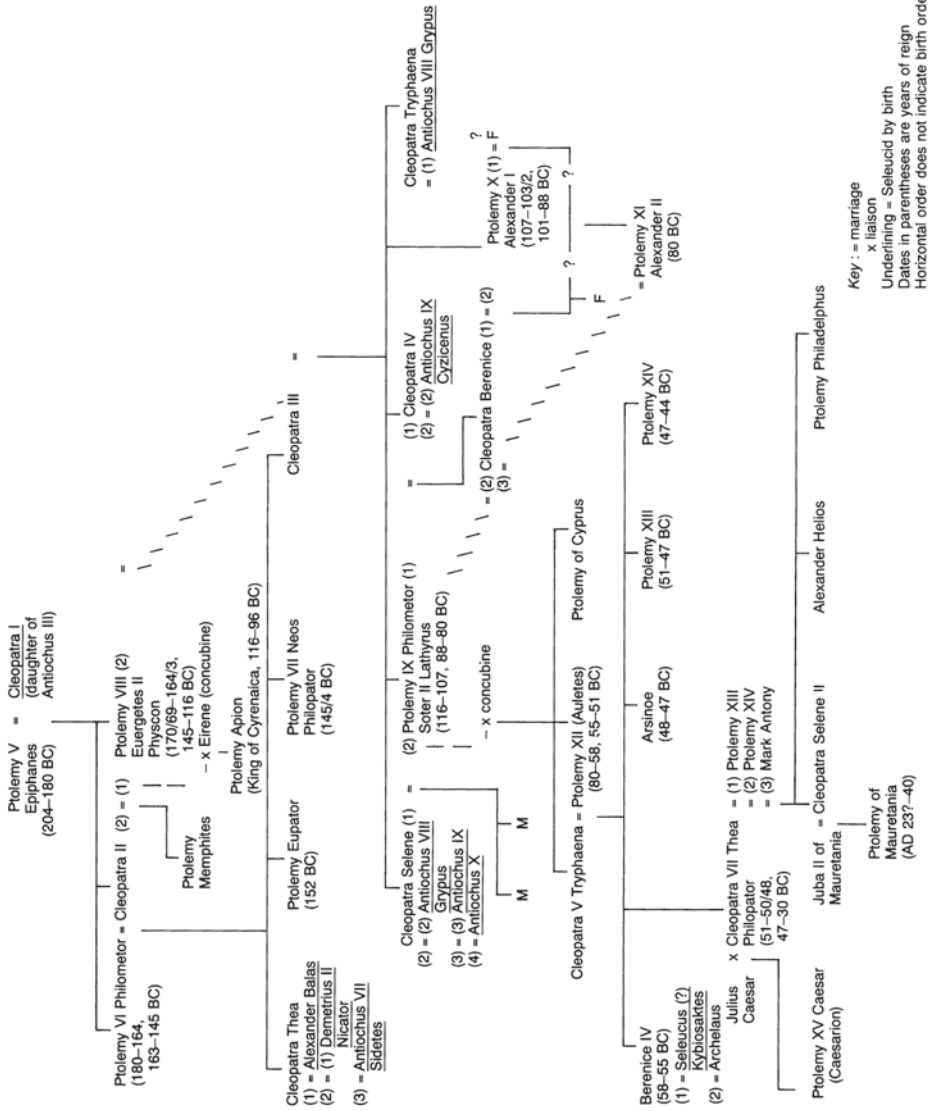 Ptolemy V = Cleopatra I
Epiphanes (daughter of
(204–180 BC) Antiochus III)
Ptolemy VI Philometor = Cleopatra II (2) = (1) Ptolemy VIII (2) =
(180–164, Euergetes II
163–145 BC) Physcon
(170/69–164/3,
145–116 BC)
– x Eirene (concubine)
Ptolemy
Memphites
Ptolemy Apion
(King of Cyrenaica, 116–96 BC)
Cleopatra Thea
(1) = Alexander Balas
(2) = (1) Demetrius II
Nicator
(3) = Antiochus VII
Sidetes
Ptolemy Eupator
(152 BC)
Ptolemy VII Neos
Philopator
(145/4 BC)
Cleopatra III =
Cleopatra Selene (1) =
(2) = (2) Antiochus VIII
Grypus
(3) = (3) Antiochus IX
(4) = Antiochus X
M M
(2) Ptolemy IX Philometor (1) =
Soter II Lathyrus
(116–107, 88–80 BC)
– x concubine
(1) Cleopatra IV
(2) = (2) Antiochus IX
Cyzicenus
= (2) Cleopatra Berenice (1) = (2)
(3) =
Ptolemy X (1) = F
Alexander I
(107–103/2,
101–88 BC)
?
Cleopatra Tryphaena
= (1) Antiochus VIII Grypus
F
? ?
= Ptolemy XI
Alexander II
(80 BC)
Cleopatra V Tryphaena = Ptolemy XII (Auletes)
(80–58, 55–51 BC)
Ptolemy of Cyprus
Berenice IV
(58–55 BC)
(1) = Seleucus (?)
Kybiosaktes
(2) = Archelaus
Julius x Cleopatra VII Thea = (1) Ptolemy XIII
Caesar Philopator = (2) Ptolemy XIV
(51–50/48, = (3) Mark Antony
47–30 BC)
Arsinoe
(48–47 BC)
Ptolemy XIII
(51–47 BC)
Ptolemy XIV
(47–44 BC)
Ptolemy XV Caesar
(Caesarion)
Juba II of = Cleopatra Selene II
Mauretania
Alexander Helios
Ptolemy Philadelphus
Ptolemy of
Mauretania
(AD 23?–40)
Key : = marriage
x liaison
Underlining = Seleucid by birth
Dates in parentheses are years of reign
Horizontal order does not indicate birth orde